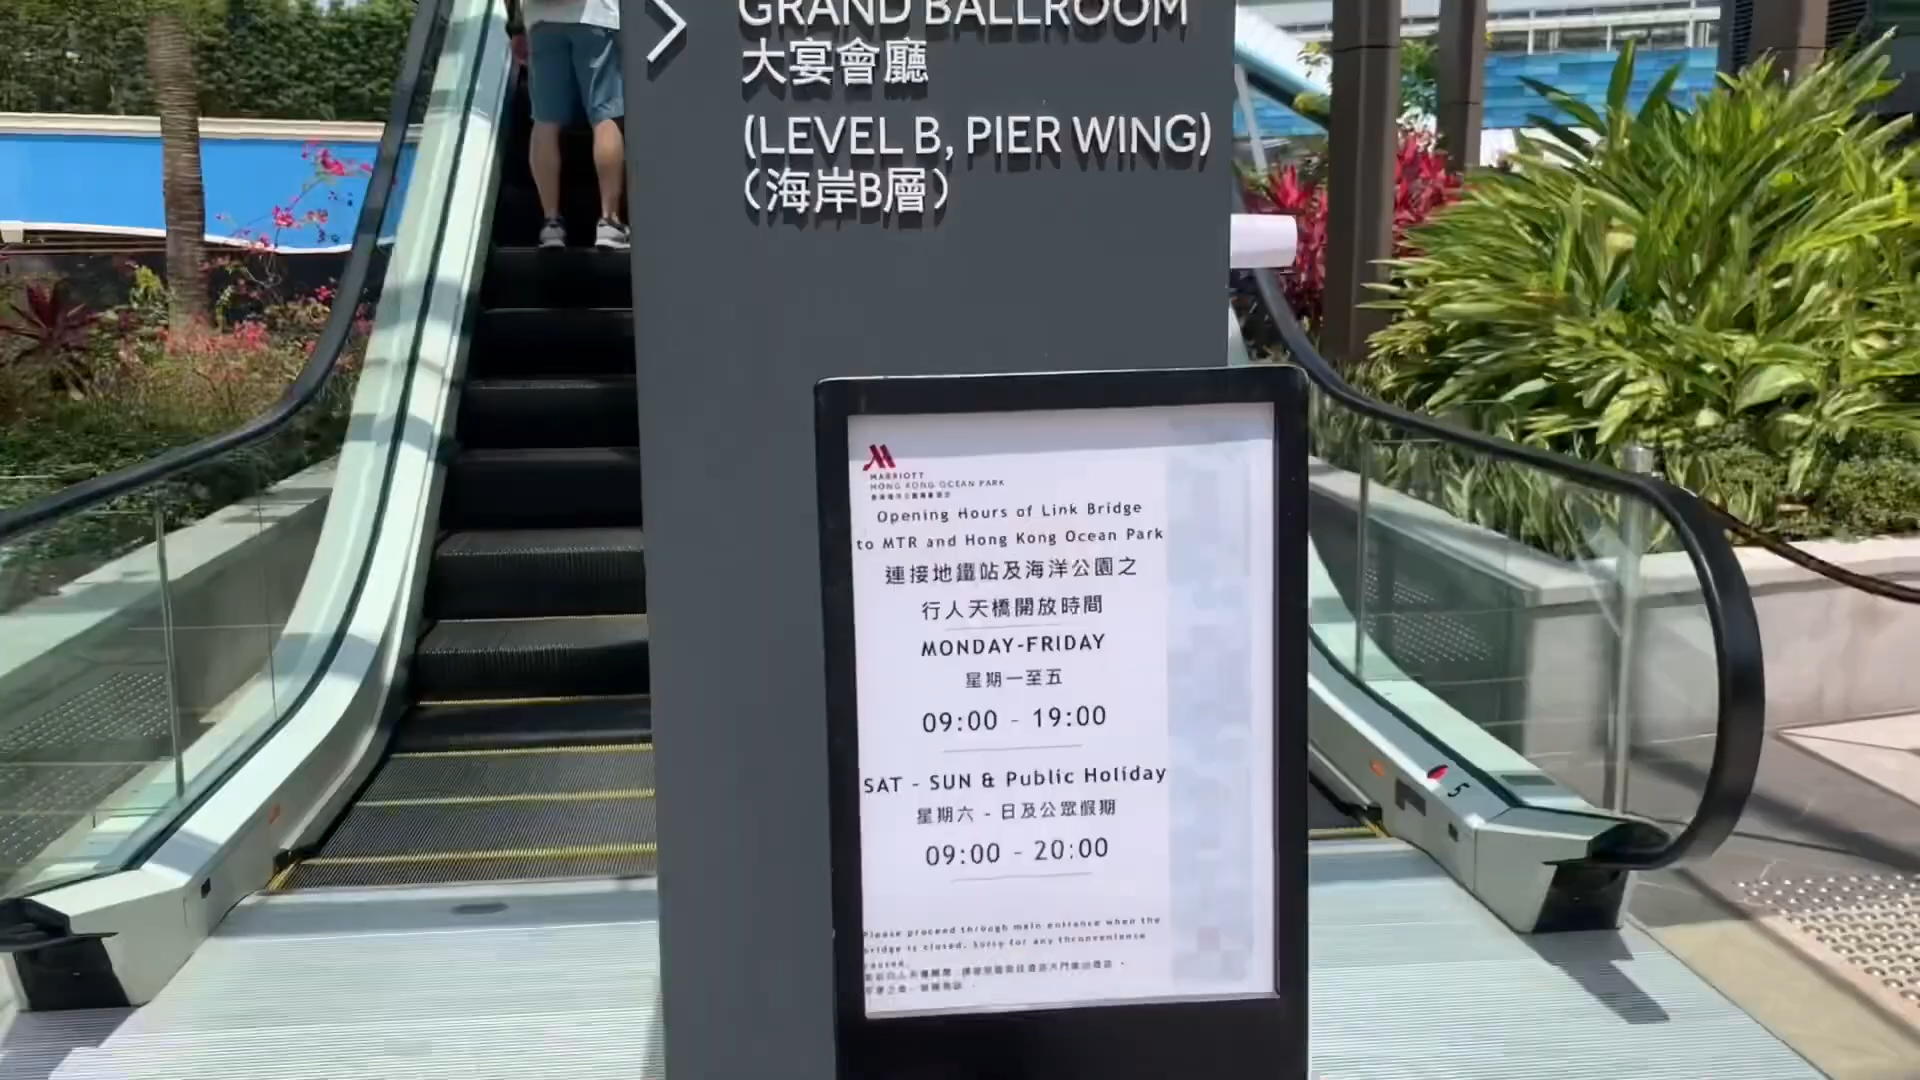 GRAND BALLROOM
大宴會廳
(LEVEL B, PIER WING)
（海岸B層）
MARRIOTT
HONG KONG OCEAN PARK
Opening Hours of Link Bridge
to MTR and Hong Kong Ocean Park
連接地鐵站及海洋公園之
行人天橋開放時間
MONDAY-FRIDAY
星期一至五
09:00 - 19:00
SAT - SUN & Public Holiday
星期六 - 日及公眾假期
09:00 - 20:00
Please proceed through main entrance when the
bridge is closed. Sorry for any
5